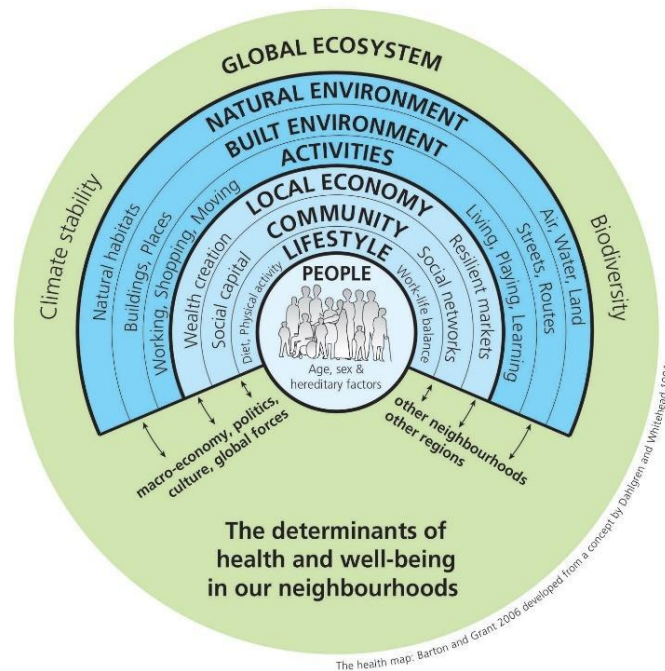 GLOBAL ECOSYSTEM
NATURAL ENVIRONMENT
BUILT ENVIRONMENT
ACTIVITIES
LOCAL ECONOMY
COMMUNITY
LIFESTYLE
PEOPLE
Age, sex &
hereditary factors
Climate stability
Natural habitats
Buildings, Places
Working, Shopping, Moving
Wealth creation
Social capital
Diet, Physical activity
Work-life balance
Social networks
Resilient markets
Living, Playing, Learning
Streets, Routes
Air, Water, Land
Biodiversity
macro-economy, politics,
culture, global forces
other neighbourhoods
other regions
The determinants of
health and well-being
in our neighbourhoods
The health map: Barton and Grant 2006 developed from a concept by Dahlgren and Whitehead